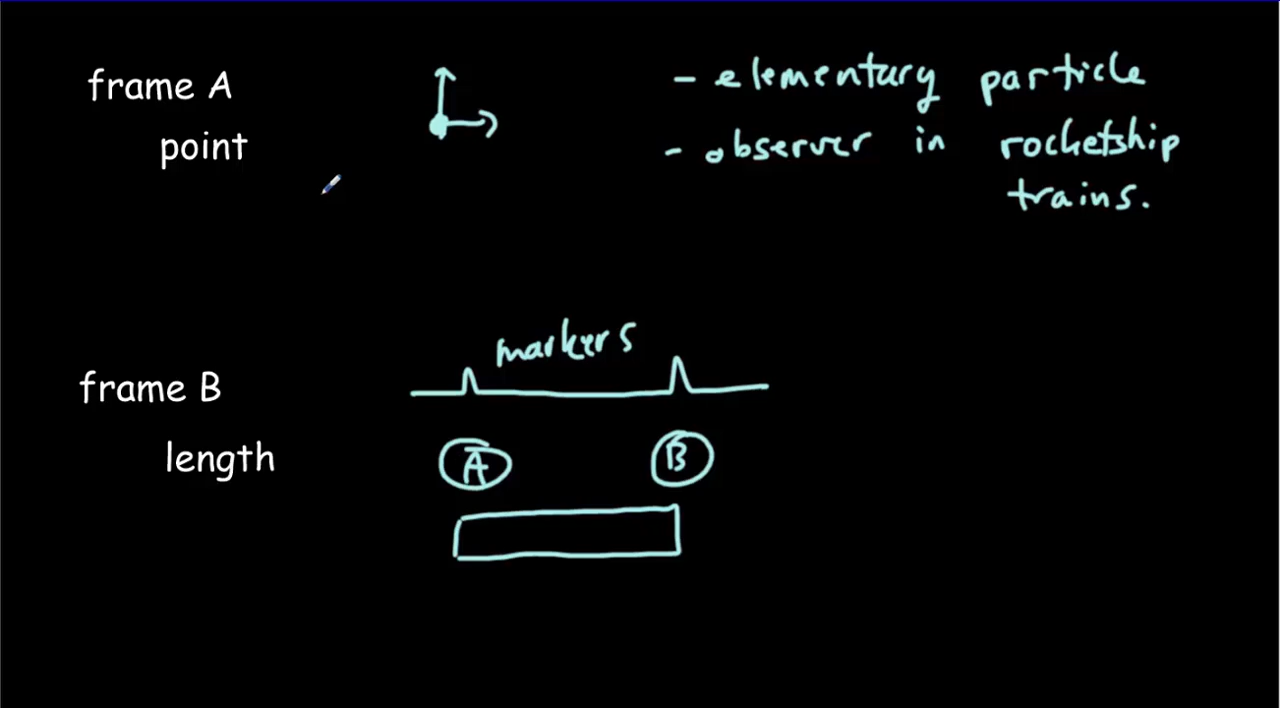 frame A
point
- elementary particle
- observer in rocketship
trains.
markers
frame B
length
A
B